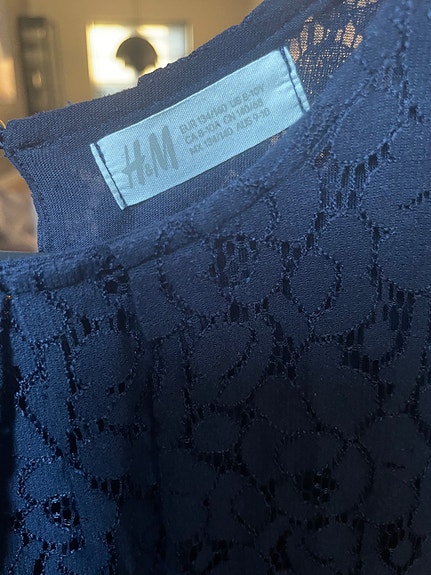 H&M
EUR 134/140 US 8-10Y
CA 8-10A CN 140/68
MX 134/140 AUS 9-10